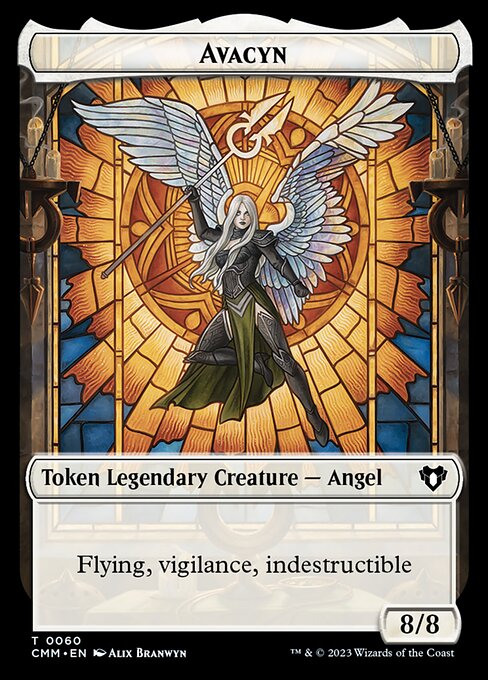 Avacyn
Token Legendary Creature — Angel
Flying, vigilance, indestructible
8/8
T 0060
CMM • EN Alix Branwyn
™ & © 2023 Wizards of the Coast